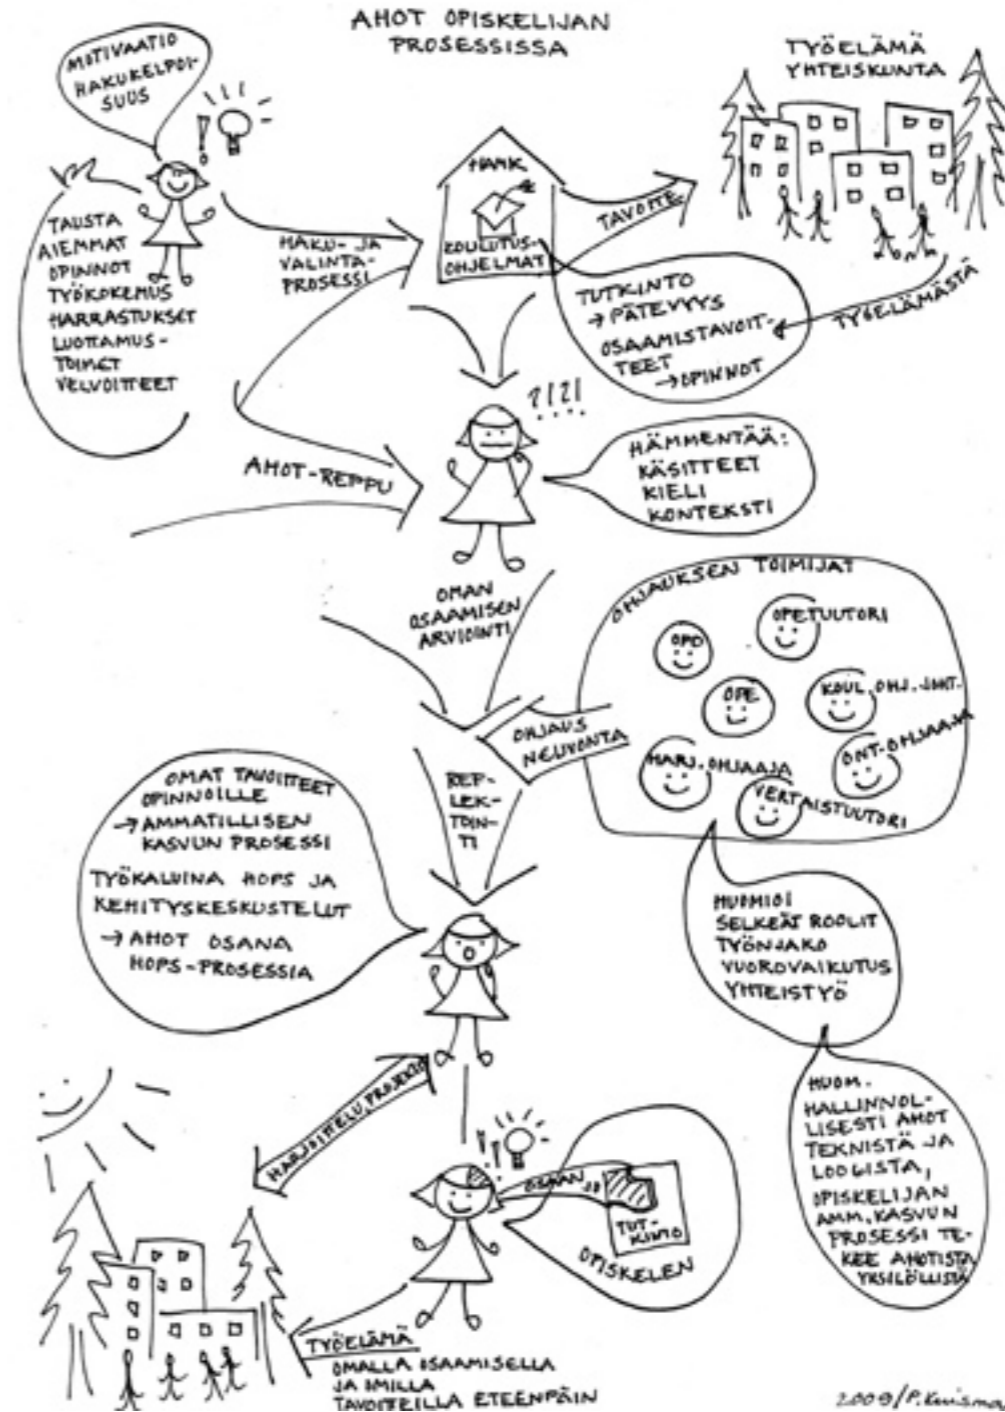 AHOT OPISKELIJAN
PROSESSISSA
MOTIVAATIO
HAKUKELPOI-
SUUS
TYÖELÄMÄ
YHTEISKUNTA
TAUSTA
AIEMMAT
OPINNOT
TYÖKOKEMUS
HARRASTUKSET
LUOTTAMUS-
TOIMET
VELVOITTEET
HAKU- JA
VALINTA-
PROSESSI
HAMK
KOULUTUS-
OHJELMAT
TAVOITE
TUTKINTO
→ PÄTEVYYS
OSAAMISTAVOIT-
TEET
→ OPINNOT
TYÖELÄMÄSTÄ
?!?!
AHOT-REPPU
HÄMMENTÄÄ:
KÄSITTEET
KIELI
KONTEKSTI
OMAN
OSAAMISEN
ARVIOINTI
OHJAUKSEN TOIMIJAT
OPO
OPETUUTORI
OPE
KOUL.OHJ.JOHT.
HARJ.OHJAAJA
ONT-OHJAAJA
VERTAISTUUTORI
OHJAUS
NEUVONTA
REF-
LEK-
TOIN-
TI
OMAT TAVOITTEET
OPINNOILLE
→ AMMATILLISEN
KASVUN PROSESSI
TYÖKALUINA HOPS JA
KEHITYSKESKUSTELUT
→ AHOT OSANA
HOPS-PROSESSIA
HUOMIOI
SELKEÄT ROOLIT
TYÖNJAKO
VUOROVAIKUTUS
YHTEISTYÖ
HUOM.
HALLINNOL-
LISESTI AHOT
TEKNISTÄ JA
LOOGISTA,
OPISKELIJAN
AMM.KASVUN
PROSESSI TE-
KEE AHOTISTA
YKSILÖLLISTÄ
HARJOITTELU, PROJEKTIT
!!
OSAAN JO
TUT-
KINTO
OPISKELEN
TYÖELÄMÄ
OMALLA OSAAMISELLA
JA OMILLA
TAVOITTEILLA ETEENPÄIN
2009/P.Kuisma